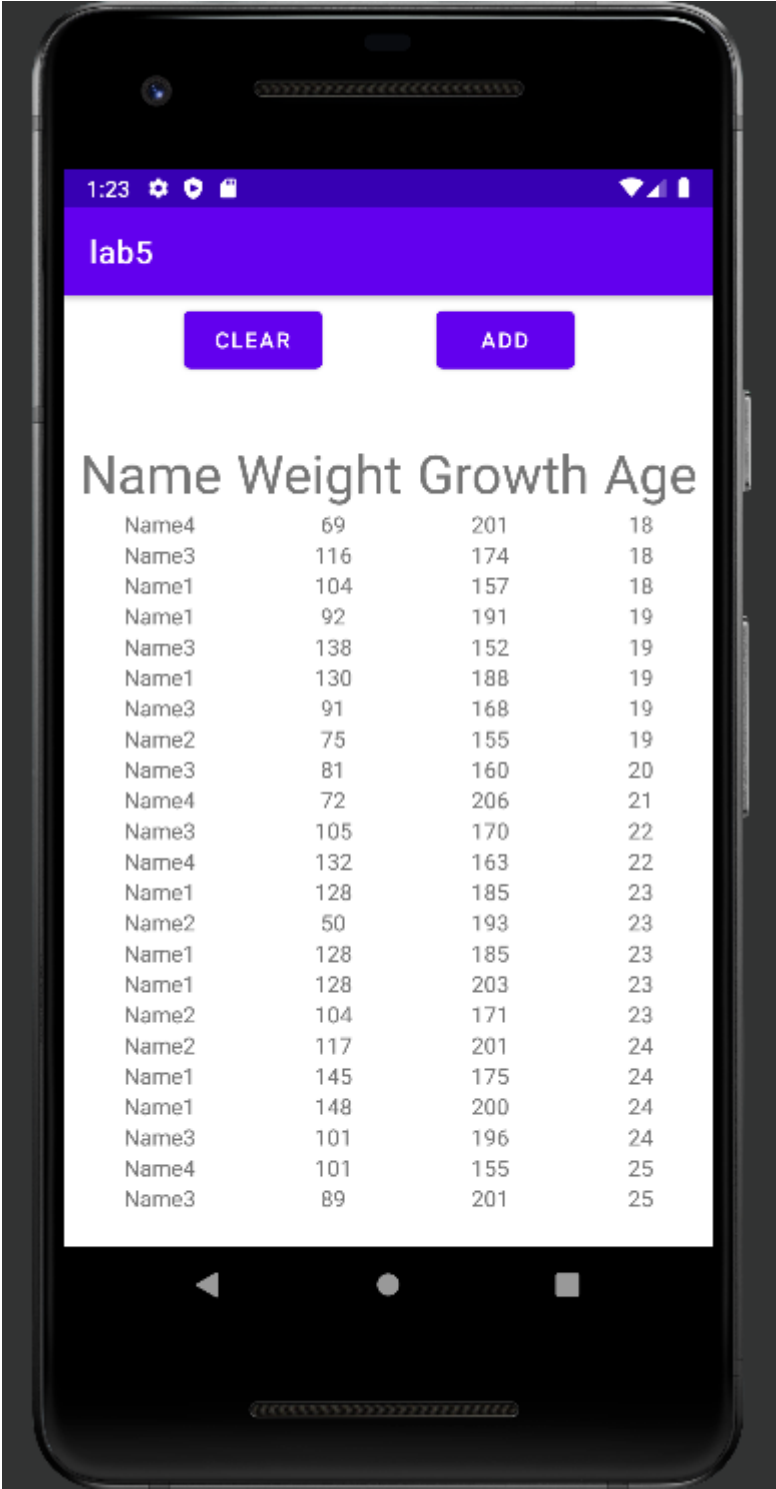 1:23
lab5
CLEAR ADD
Name Weight Growth Age
Name4 69 201 18
Name3 116 174 18
Name1 104 157 18
Name1 92 191 19
Name3 138 152 19
Name1 130 188 19
Name3 91 168 19
Name2 75 155 19
Name3 81 160 20
Name4 72 206 21
Name3 105 170 22
Name4 132 163 22
Name1 128 185 23
Name2 50 193 23
Name1 128 185 23
Name1 128 203 23
Name2 104 171 23
Name2 117 201 24
Name1 145 175 24
Name1 148 200 24
Name3 101 196 24
Name4 101 155 25
Name3 89 201 25